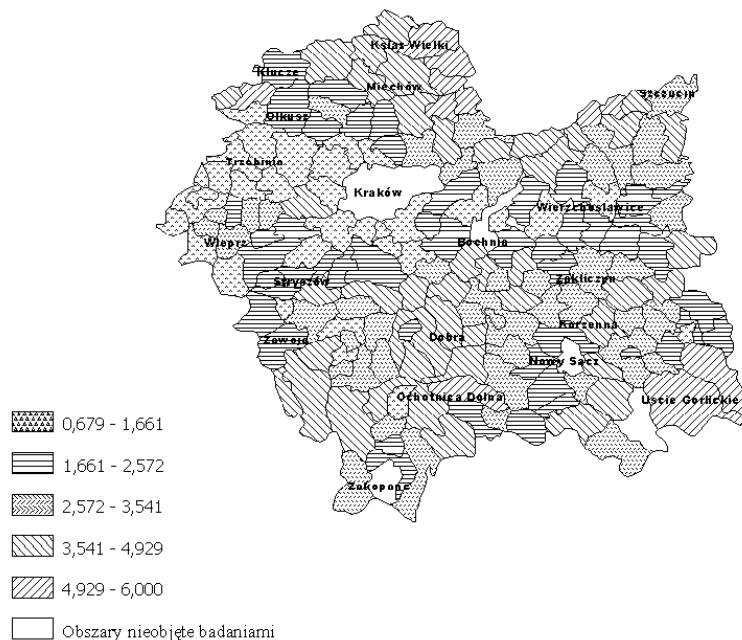 Książ Wielki
Klucze
Miechów
Szczucin
Olkusz
Trzebinia
Kraków
Wierzchosławice
Wieprz
Bochnia
Stryszów
Zakliczyn
Korzenna
Zawoja
Dobra
Nowy Sącz
Ochotnica Dolna
Uście Gorlickie
Zakopane
0,679 - 1,661
1,661 - 2,572
2,572 - 3,541
3,541 - 4,929
4,929 - 6,000
Obszary nieobjęte badaniami